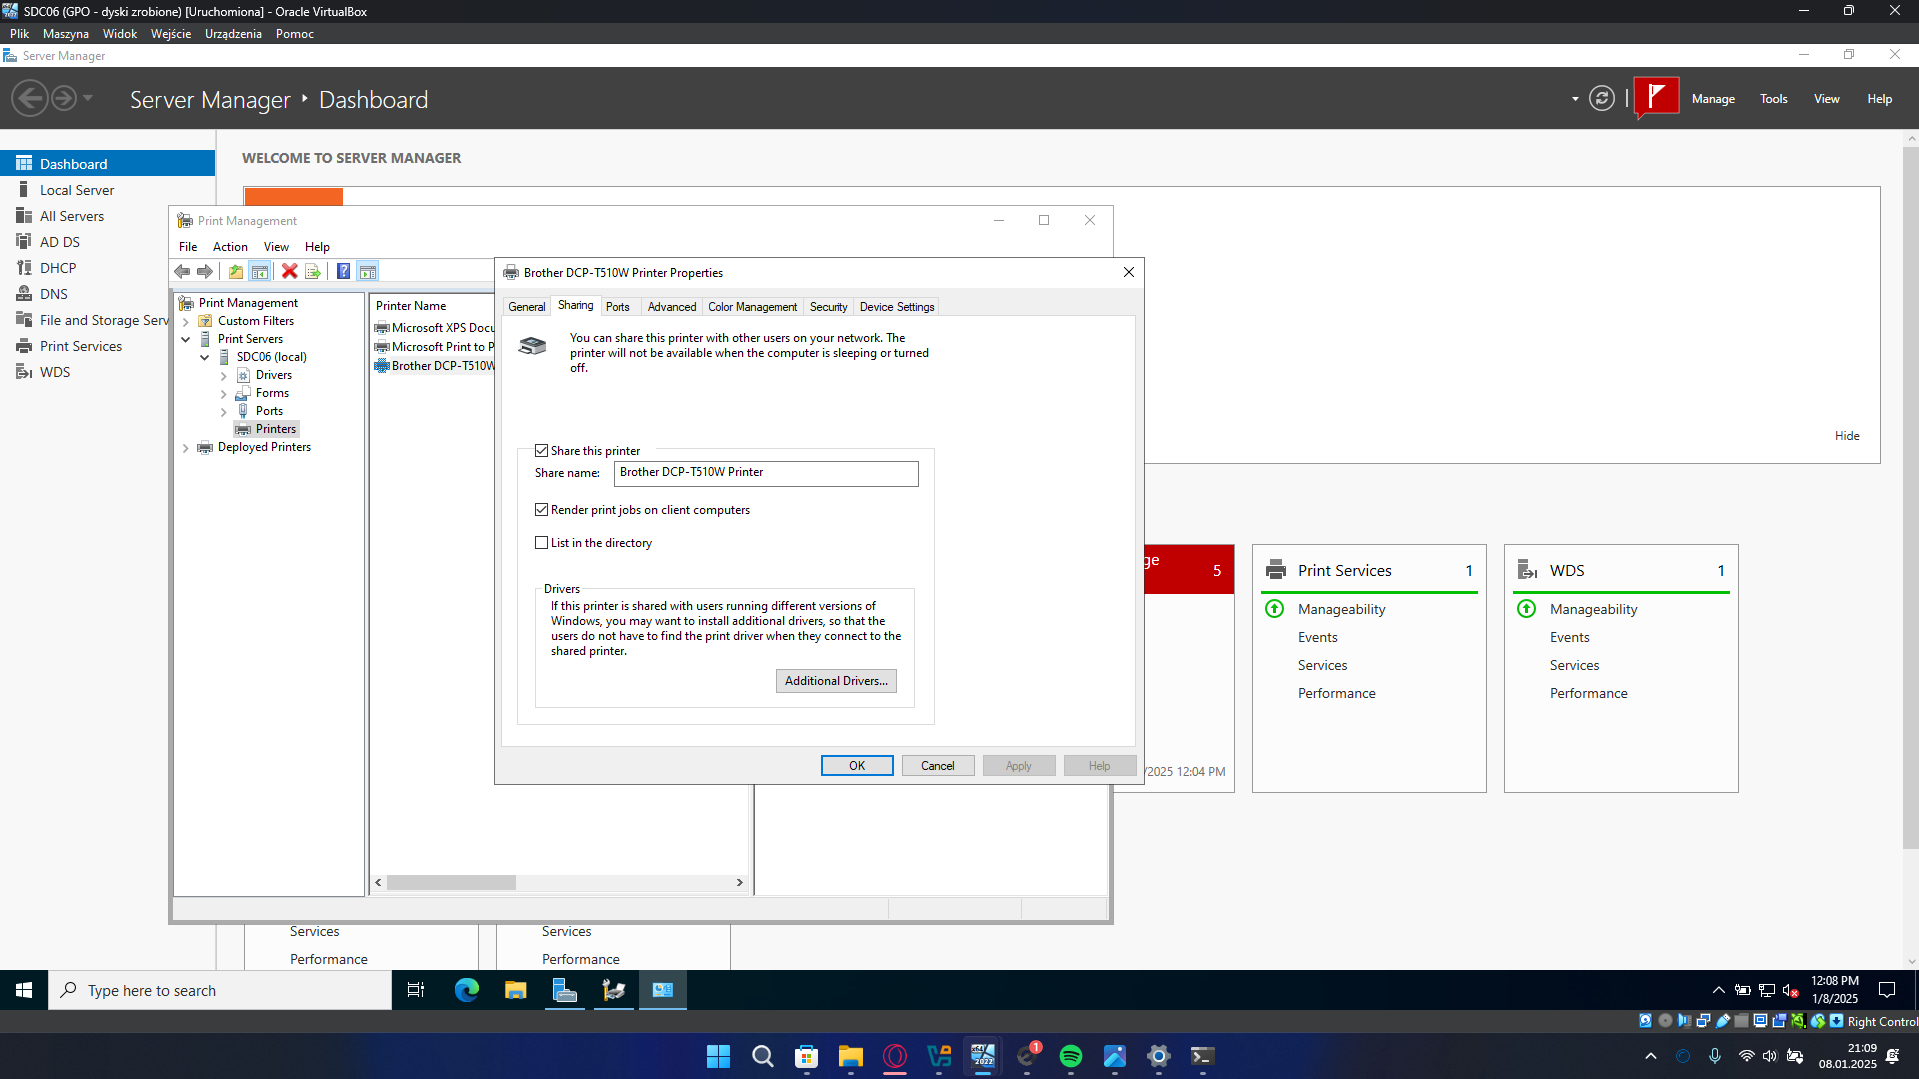 SDC06 (GPO - dyski zrobione) [Uruchomiona] - Oracle VirtualBox
Plik Maszyna Widok Wejście Urządzenia Pomoc
Server Manager
Server Manager Dashboard
Manage Tools View Help
Dashboard
Local Server
All Servers
AD DS
DHCP
DNS
File and Storage Serv
Print Services
WDS
WELCOME TO SERVER MANAGER
Hide
Print Management
File Action View Help
Print Management
Custom Filters
Print Servers
SDC06 (local)
Drivers
Forms
Ports
Printers
Deployed Printers
Printer Name
Microsoft XPS Docu
Microsoft Print to P
Brother DCP-T510W
Brother DCP-T510W Printer Properties
General Sharing Ports Advanced Color Management Security Device Settings
You can share this printer with other users on your network. The
printer will not be available when the computer is sleeping or turned
off.
Share this printer
Share name: Brother DCP-T510W Printer
Render print jobs on client computers
List in the directory
Drivers
If this printer is shared with users running different versions of
Windows, you may want to install additional drivers, so that the
users do not have to find the print driver when they connect to the
shared printer.
Additional Drivers...
OK Cancel Apply Help
ge 5
/2025 12:04 PM
Print Services 1
Manageability
Events
Services
Performance
WDS 1
Manageability
Events
Services
Performance
Services
Performance
Services
Performance
Type here to search
12:08 PM
1/8/2025
Right Control
2022
1
21:09
08.01.2025